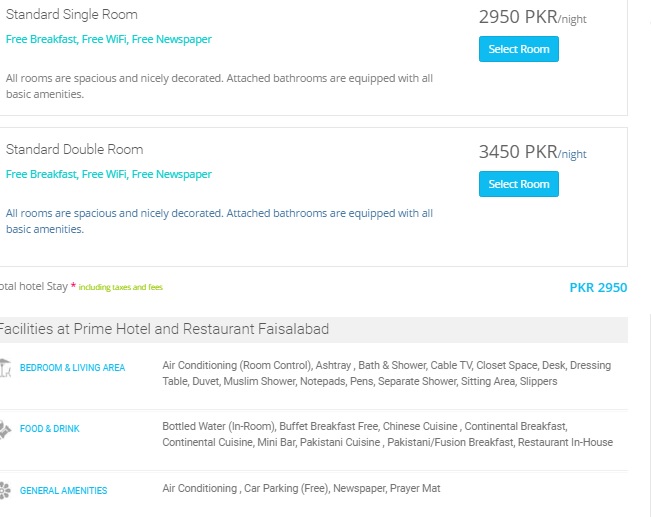 Standard Single Room
2950 PKR/night
Free Breakfast, Free WiFi, Free Newspaper
Select Room
All rooms are spacious and nicely decorated. Attached bathrooms are equipped with all
basic amenities.
Standard Double Room
3450 PKR/night
Free Breakfast, Free WiFi, Free Newspaper
Select Room
All rooms are spacious and nicely decorated. Attached bathrooms are equipped with all
basic amenities.
otal hotel Stay * including taxes and fees
PKR 2950
Facilities at Prime Hotel and Restaurant Faisalabad
BEDROOM & LIVING AREA
Air Conditioning (Room Control), Ashtray , Bath & Shower, Cable TV, Closet Space, Desk, Dressing
Table, Duvet, Muslim Shower, Notepads, Pens, Separate Shower, Sitting Area, Slippers
FOOD & DRINK
Bottled Water (In-Room), Buffet Breakfast Free, Chinese Cuisine , Continental Breakfast,
Continental Cuisine, Mini Bar, Pakistani Cuisine , Pakistani/Fusion Breakfast, Restaurant In-House
GENERAL AMENITIES
Air Conditioning , Car Parking (Free), Newspaper, Prayer Mat